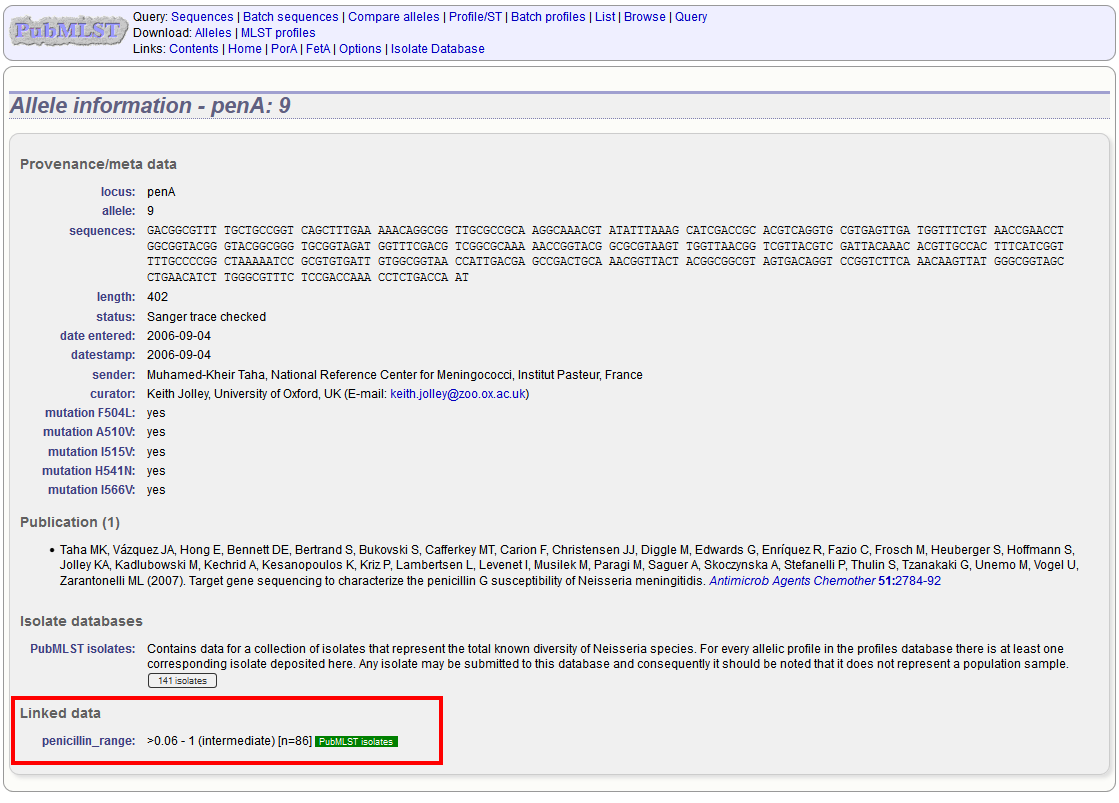 PubMLST
Query: Sequences | Batch sequences | Compare alleles | Profile/ST | Batch profiles | List | Browse | Query
Download: Alleles | MLST profiles
Links: Contents | Home | PorA | FetA | Options | Isolate Database
Allele information - penA: 9
Provenance/meta data
locus: penA
allele: 9
sequences: GACGGCGTTT TGCTGCCGGT CAGCTTTGAA AAACAGGCGG TTGCGCCGCA AGGCAAACGT ATATTTAAAG CATCGACCGC ACGTCAGGTG CGTGAGTTGA TGGTTTCTGT AACCGAACCT
GGCGGTACGG GTACGGCGGG TGCGGTAGAT GGTTTCGACG TCGGCGCAAA AACCGGTACG GCGCGTAAGT TGGTTAACGG TCGTTACGTC GATTACAAAC ACGTTGCCAC TTTCATCGGT
TTTGCCCCGG CTAAAAATCC GCGTGTGATT GTGGCGGTAA CCATTGACGA GCCGACTGCA AACGGTTACT ACGGCGGCGT AGTGACAGGT CCGGTCTTCA AACAAGTTAT GGGCGGTAGC
CTGAACATCT TGGGCGTTTC TCCGACCAAA CCTCTGACCA AT
length: 402
status: Sanger trace checked
date entered: 2006-09-04
datestamp: 2006-09-04
sender: Muhamed-Kheir Taha, National Reference Center for Meningococci, Institut Pasteur, France
curator: Keith Jolley, University of Oxford, UK (E-mail: keith.jolley@zoo.ox.ac.uk)
mutation F504L: yes
mutation A510V: yes
mutation I515V: yes
mutation H541N: yes
mutation I566V: yes
Publication (1)
• Taha MK, Vázquez JA, Hong E, Bennett DE, Bertrand S, Bukovski S, Cafferkey MT, Carion F, Christensen JJ, Diggle M, Edwards G, Enríquez R, Fazio C, Frosch M, Heuberger S, Hoffmann S,
Jolley KA, Kadlubowski M, Kechrid A, Kesanopoulos K, Kriz P, Lambertsen L, Levenet I, Musilek M, Paragi M, Saguer A, Skoczynska A, Stefanelli P, Thulin S, Tzanakaki G, Unemo M, Vogel U,
Zarantonelli ML (2007). Target gene sequencing to characterize the penicillin G susceptibility of Neisseria meningitidis. Antimicrob Agents Chemother 51:2784-92
Isolate databases
PubMLST isolates: Contains data for a collection of isolates that represent the total known diversity of Neisseria species. For every allelic profile in the profiles database there is at least one
corresponding isolate deposited here. Any isolate may be submitted to this database and consequently it should be noted that it does not represent a population sample.
141 isolates
Linked data
penicillin_range: >0.06 - 1 (intermediate) [n=86] PubMLST isolates